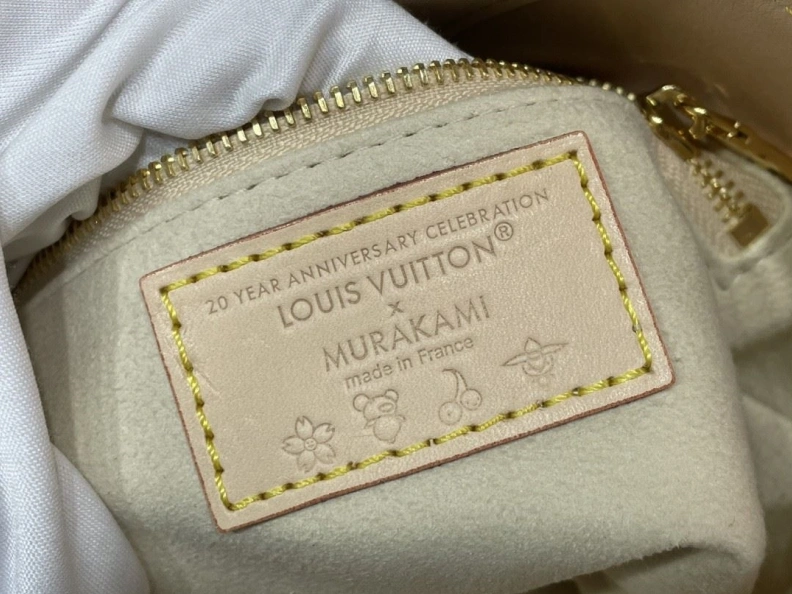 20 YEAR ANNIVERSARY CELEBRATION
LOUIS VUITTON®
x
MURAKAMI
made in France